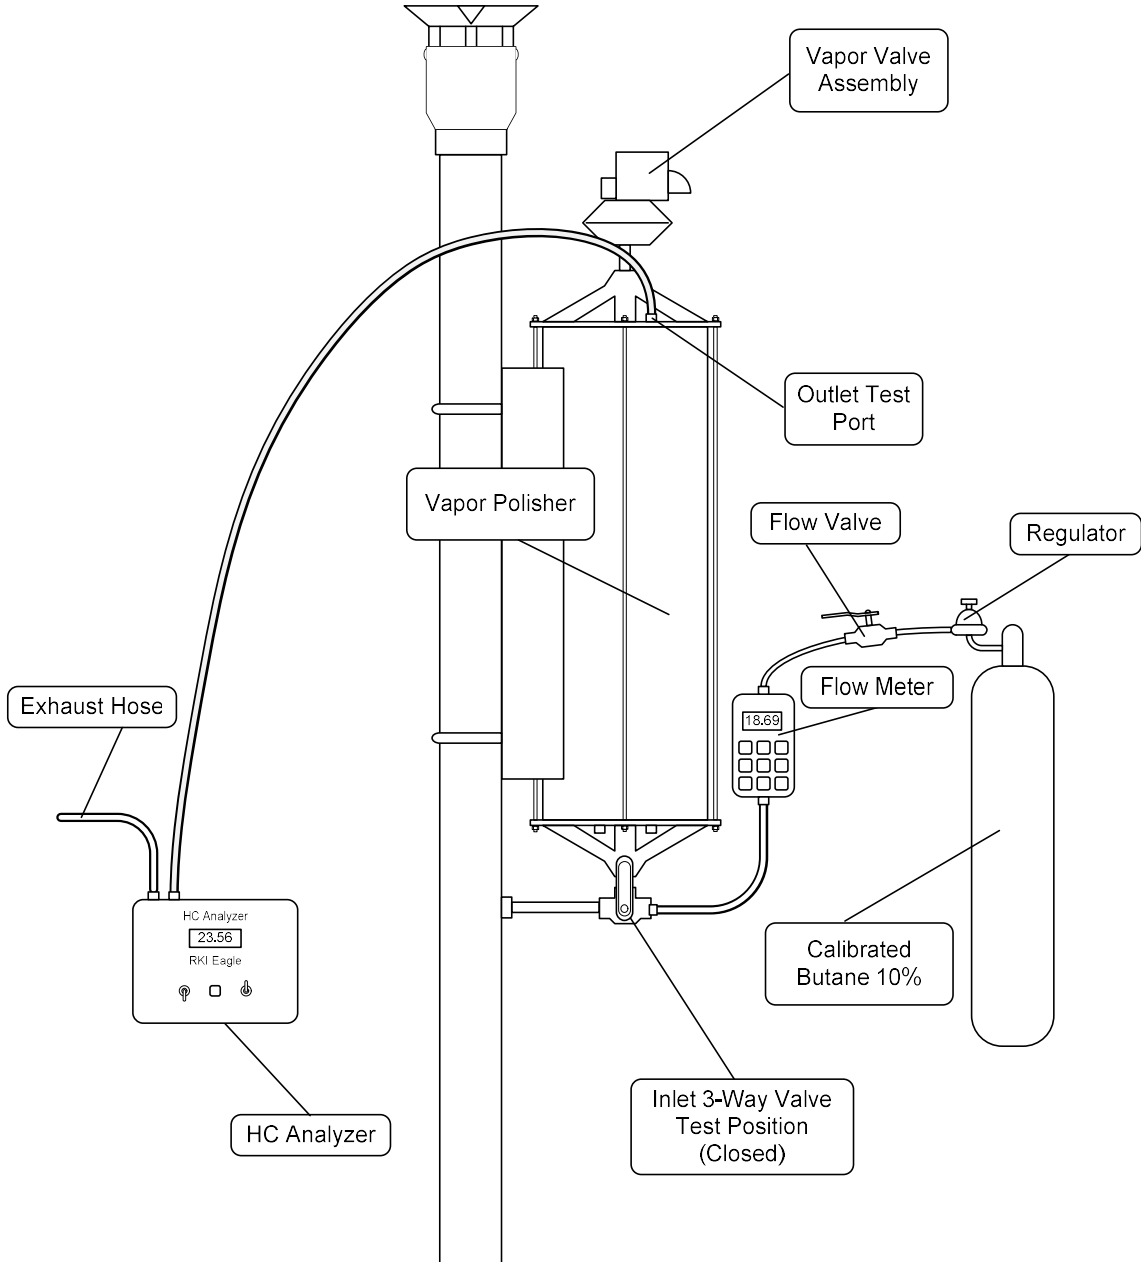 Vapor Valve
Assembly
Outlet Test
Port
Vapor Polisher
Flow Valve
Regulator
Exhaust Hose
Flow Meter
18.69
HC Analyzer
23.56
RKI Eagle
Calibrated
Butane 10%
Inlet 3-Way Valve
Test Position
(Closed)
HC Analyzer